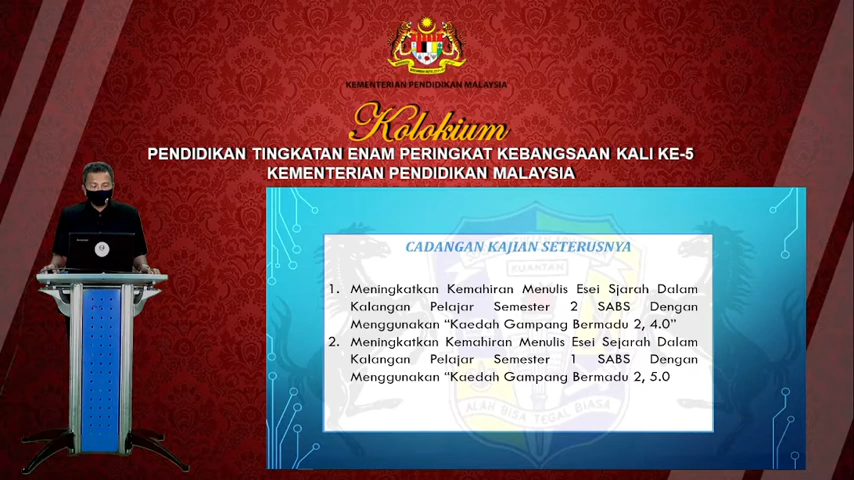 KEMENTERIAN PENDIDIKAN MALAYSIA
Kolokium
PENDIDIKAN TINGKATAN ENAM PERINGKAT KEBANGSAAN KALI KE-5
KEMENTERIAN PENDIDIKAN MALAYSIA
CADANGAN KAJIAN SETERUSNYA
KUANTAN
1. Meningkatkan Kemahiran Menulis Esei Sjarah Dalam
Kalangan Pelajar Semester 2 SABS Dengan
Menggunakan “Kaedah Gampang Bermadu 2, 4.0”
2. Meningkatkan Kemahiran Menulis Esei Sejarah Dalam
Kalangan Pelajar Semester 1 SABS Dengan
Menggunakan “Kaedah Gampang Bermadu 2, 5.0
ALAH BISA TEGAL BIASA